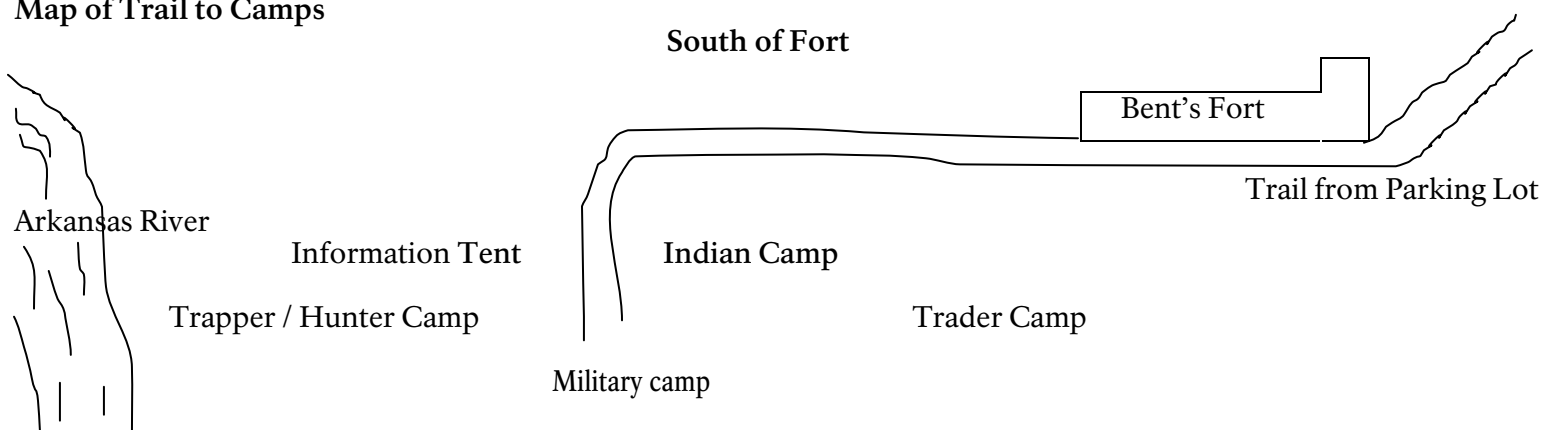 Map of Trail to Camps
South of Fort
Bent’s Fort
Trail from Parking Lot
Arkansas River
Information Tent
Indian Camp
Trapper / Hunter Camp
Trader Camp
Military camp